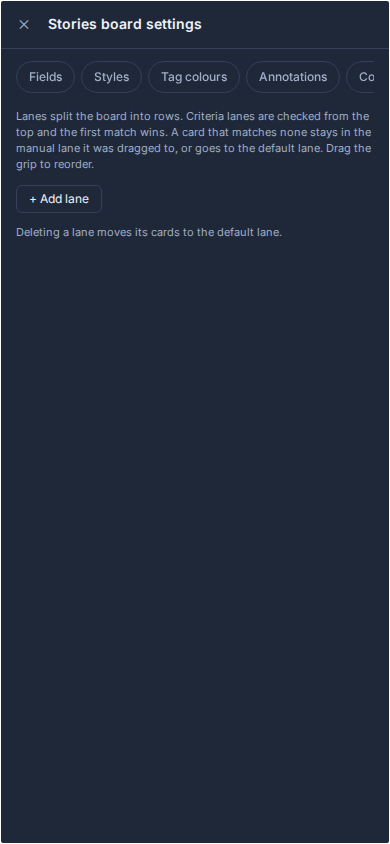 Stories board settings
Fields Styles Tag colours Annotations Co
Lanes split the board into rows. Criteria lanes are checked from the
top and the first match wins. A card that matches none stays in the
manual lane it was dragged to, or goes to the default lane. Drag the
grip to reorder.
+ Add lane
Deleting a lane moves its cards to the default lane.